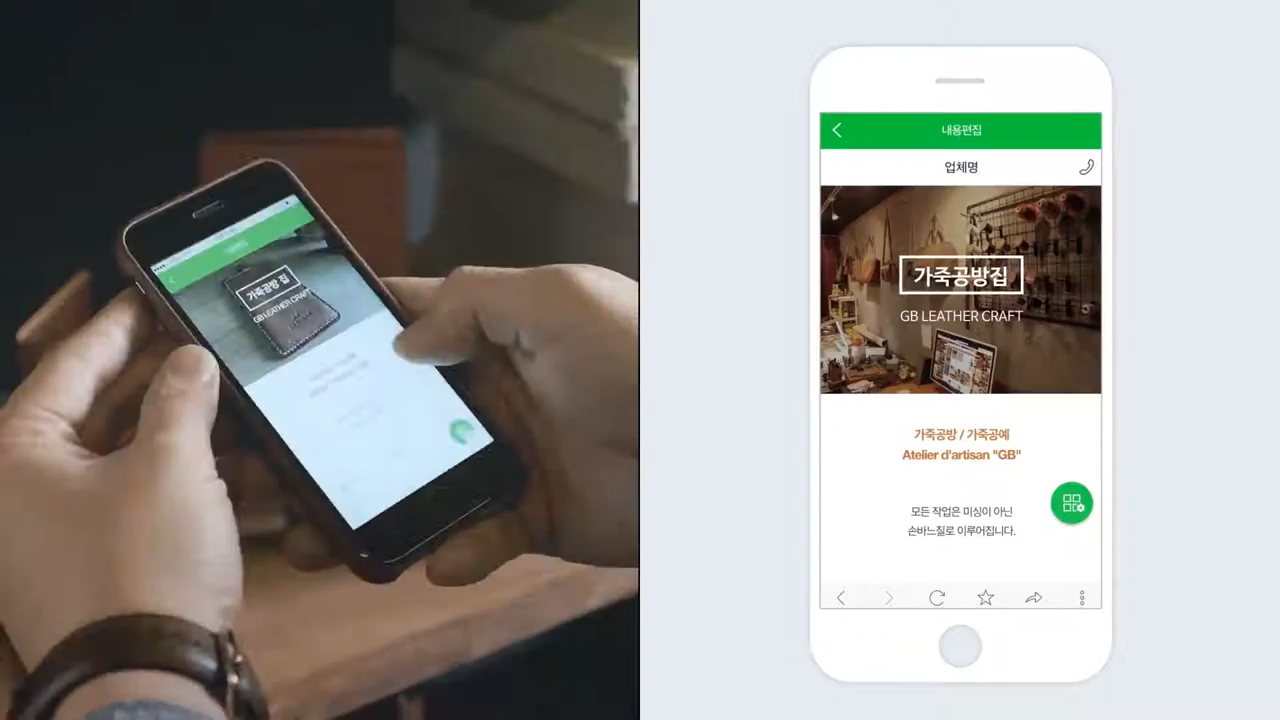 가죽공방 집
GB LEATHER CRAFT
내용편집
업체명
가죽공방집
GB LEATHER CRAFT
가죽공방 / 가죽공예
Atelier d'artisan "GB"
모든 작업은 미싱이 아닌
손바느질로 이루어집니다.